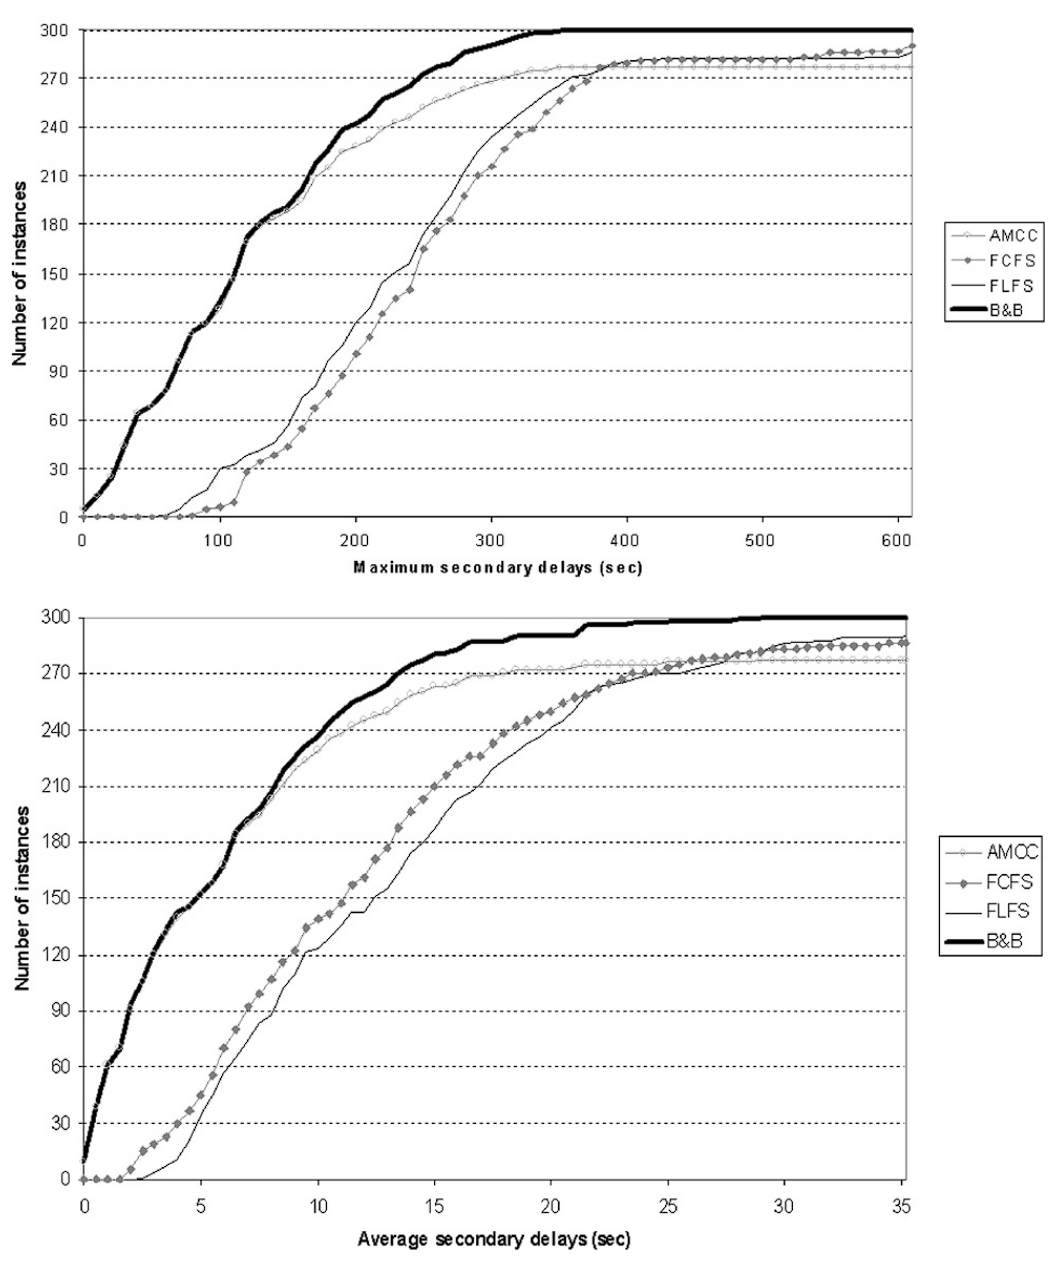 300
270
240
210
180
150
120
90
60
30
0
Number of instances
0 100 200 300 400 500 600
Maximum secondary delays (sec)
AMCC
FCFS
FLFS
B&B
300
270
240
210
180
150
120
90
60
30
0
Number of instances
0 5 10 15 20 25 30 35
Average secondary delays (sec)
AMCC
FCFS
FLFS
B&B